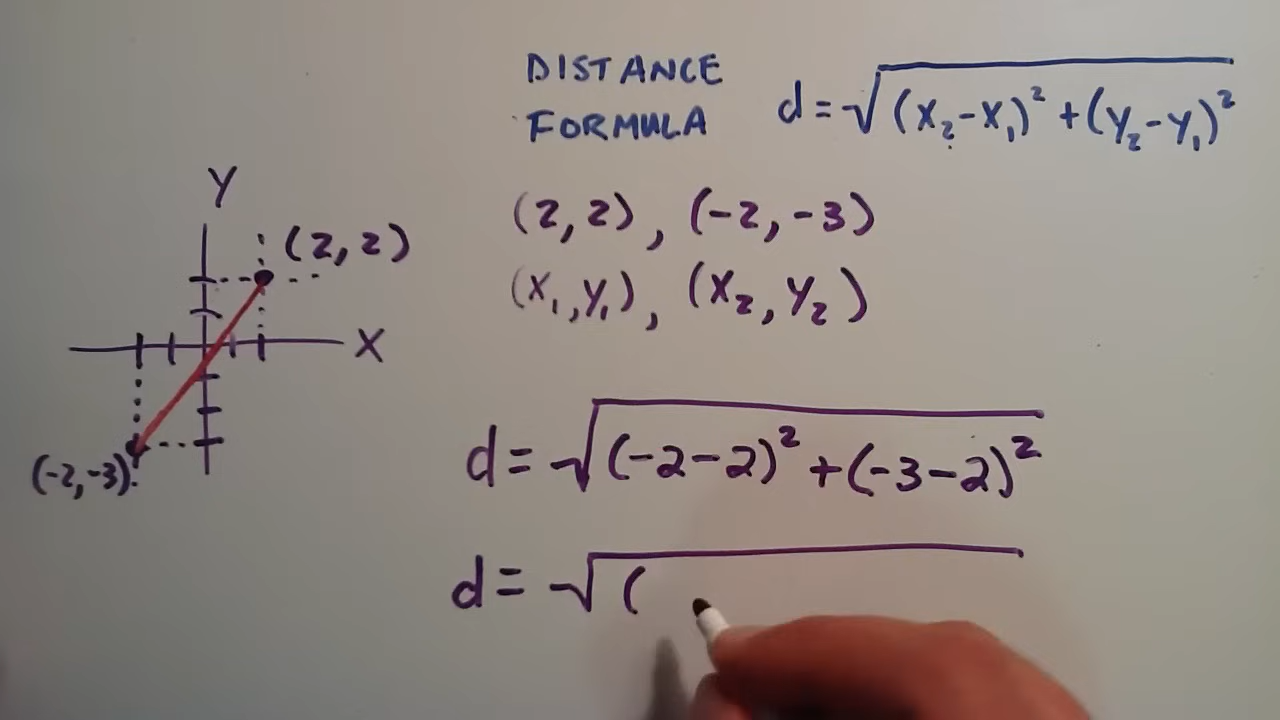 DISTANCE
FORMULA
d=√(X₂-X₁)²+(Y₂-Y₁)²
Y
(2,2)
X
(-2,-3)
(2,2), (-2,-3)
(X₁,Y₁), (X₂,Y₂)
d=√(-2-2)²+(-3-2)²
d=√(